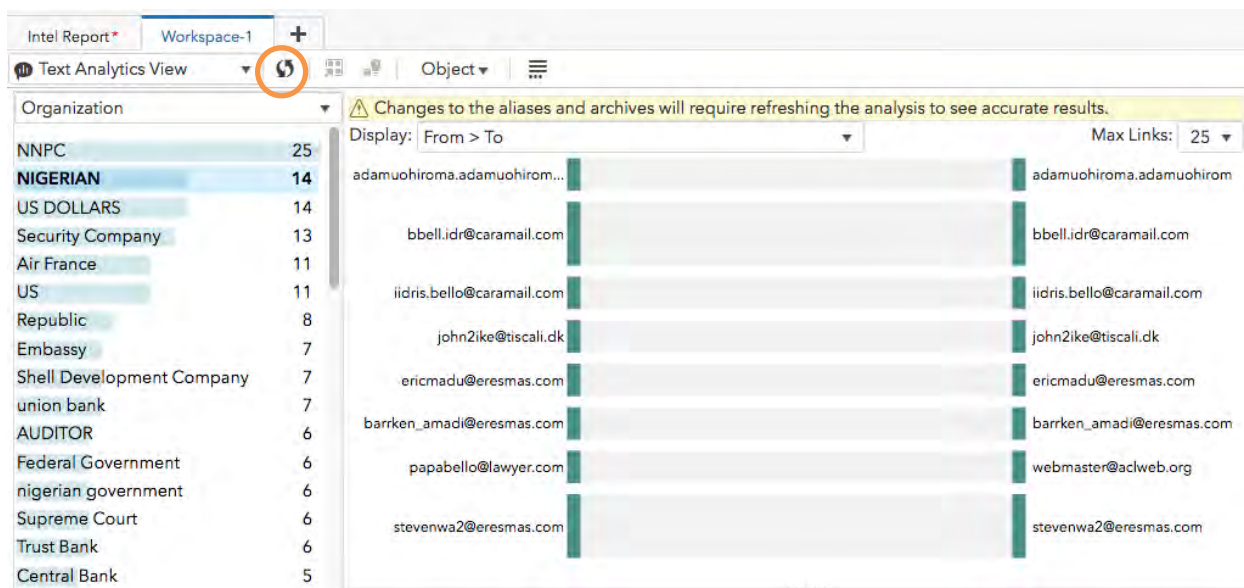 Intel Report* Workspace-1 +
Text Analytics View Object
Organization
Changes to the aliases and archives will require refreshing the analysis to see accurate results.
Display: From > To Max Links: 25
NNPC 25
NIGERIAN 14
US DOLLARS 14
Security Company 13
Air France 11
US 11
Republic 8
Embassy 7
Shell Development Company 7
union bank 7
AUDITOR 6
Federal Government 6
nigerian government 6
Supreme Court 6
Trust Bank 6
Central Bank 5
adamuohiroma.adamuohirom... adamuohiroma.adamuohirom
bbell.idr@caramail.com bbell.idr@caramail.com
iidris.bello@caramail.com iidris.bello@caramail.com
john2ike@tiscali.dk john2ike@tiscali.dk
ericmadu@eresmas.com ericmadu@eresmas.com
barrken_amadi@eresmas.com barrken_amadi@eresmas.com
papabello@lawyer.com webmaster@aclweb.org
stevenwa2@eresmas.com stevenwa2@eresmas.com